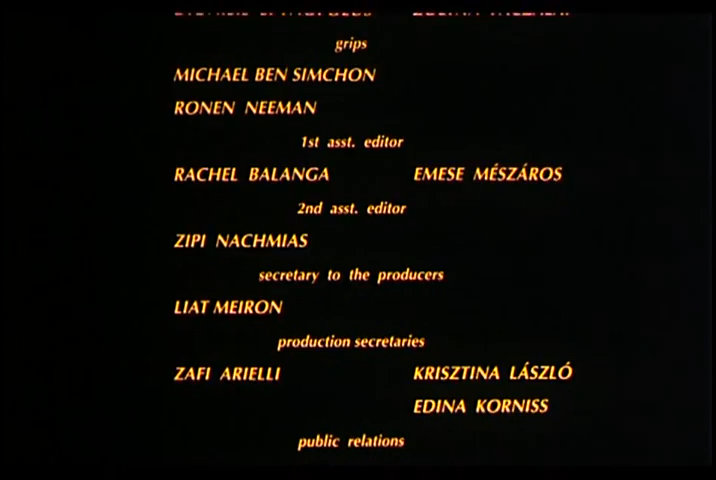 grips
MICHAEL BEN SIMCHON
RONEN NEEMAN
1st asst. editor
RACHEL BALANGA EMESE MÉSZÁROS
2nd asst. editor
ZIPI NACHMIAS
secretary to the producers
LIAT MEIRON
production secretaries
ZAFI ARIELLI KRISZTINA LÁSZLÓ
EDINA KORNISS
public relations